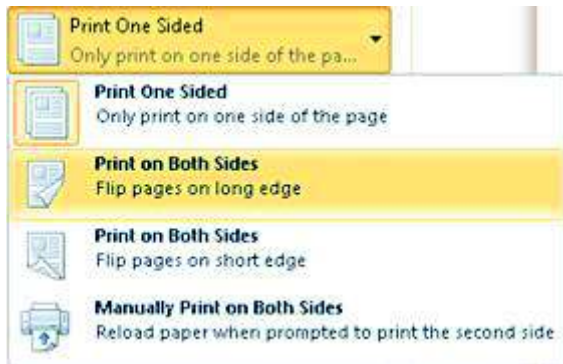 Print One Sided
Only print on one side of the pa...
Print One Sided
Only print on one side of the page
Print on Both Sides
Flip pages on long edge
Print on Both Sides
Flip pages on short edge
Manually Print on Both Sides
Reload paper when prompted to print the second side